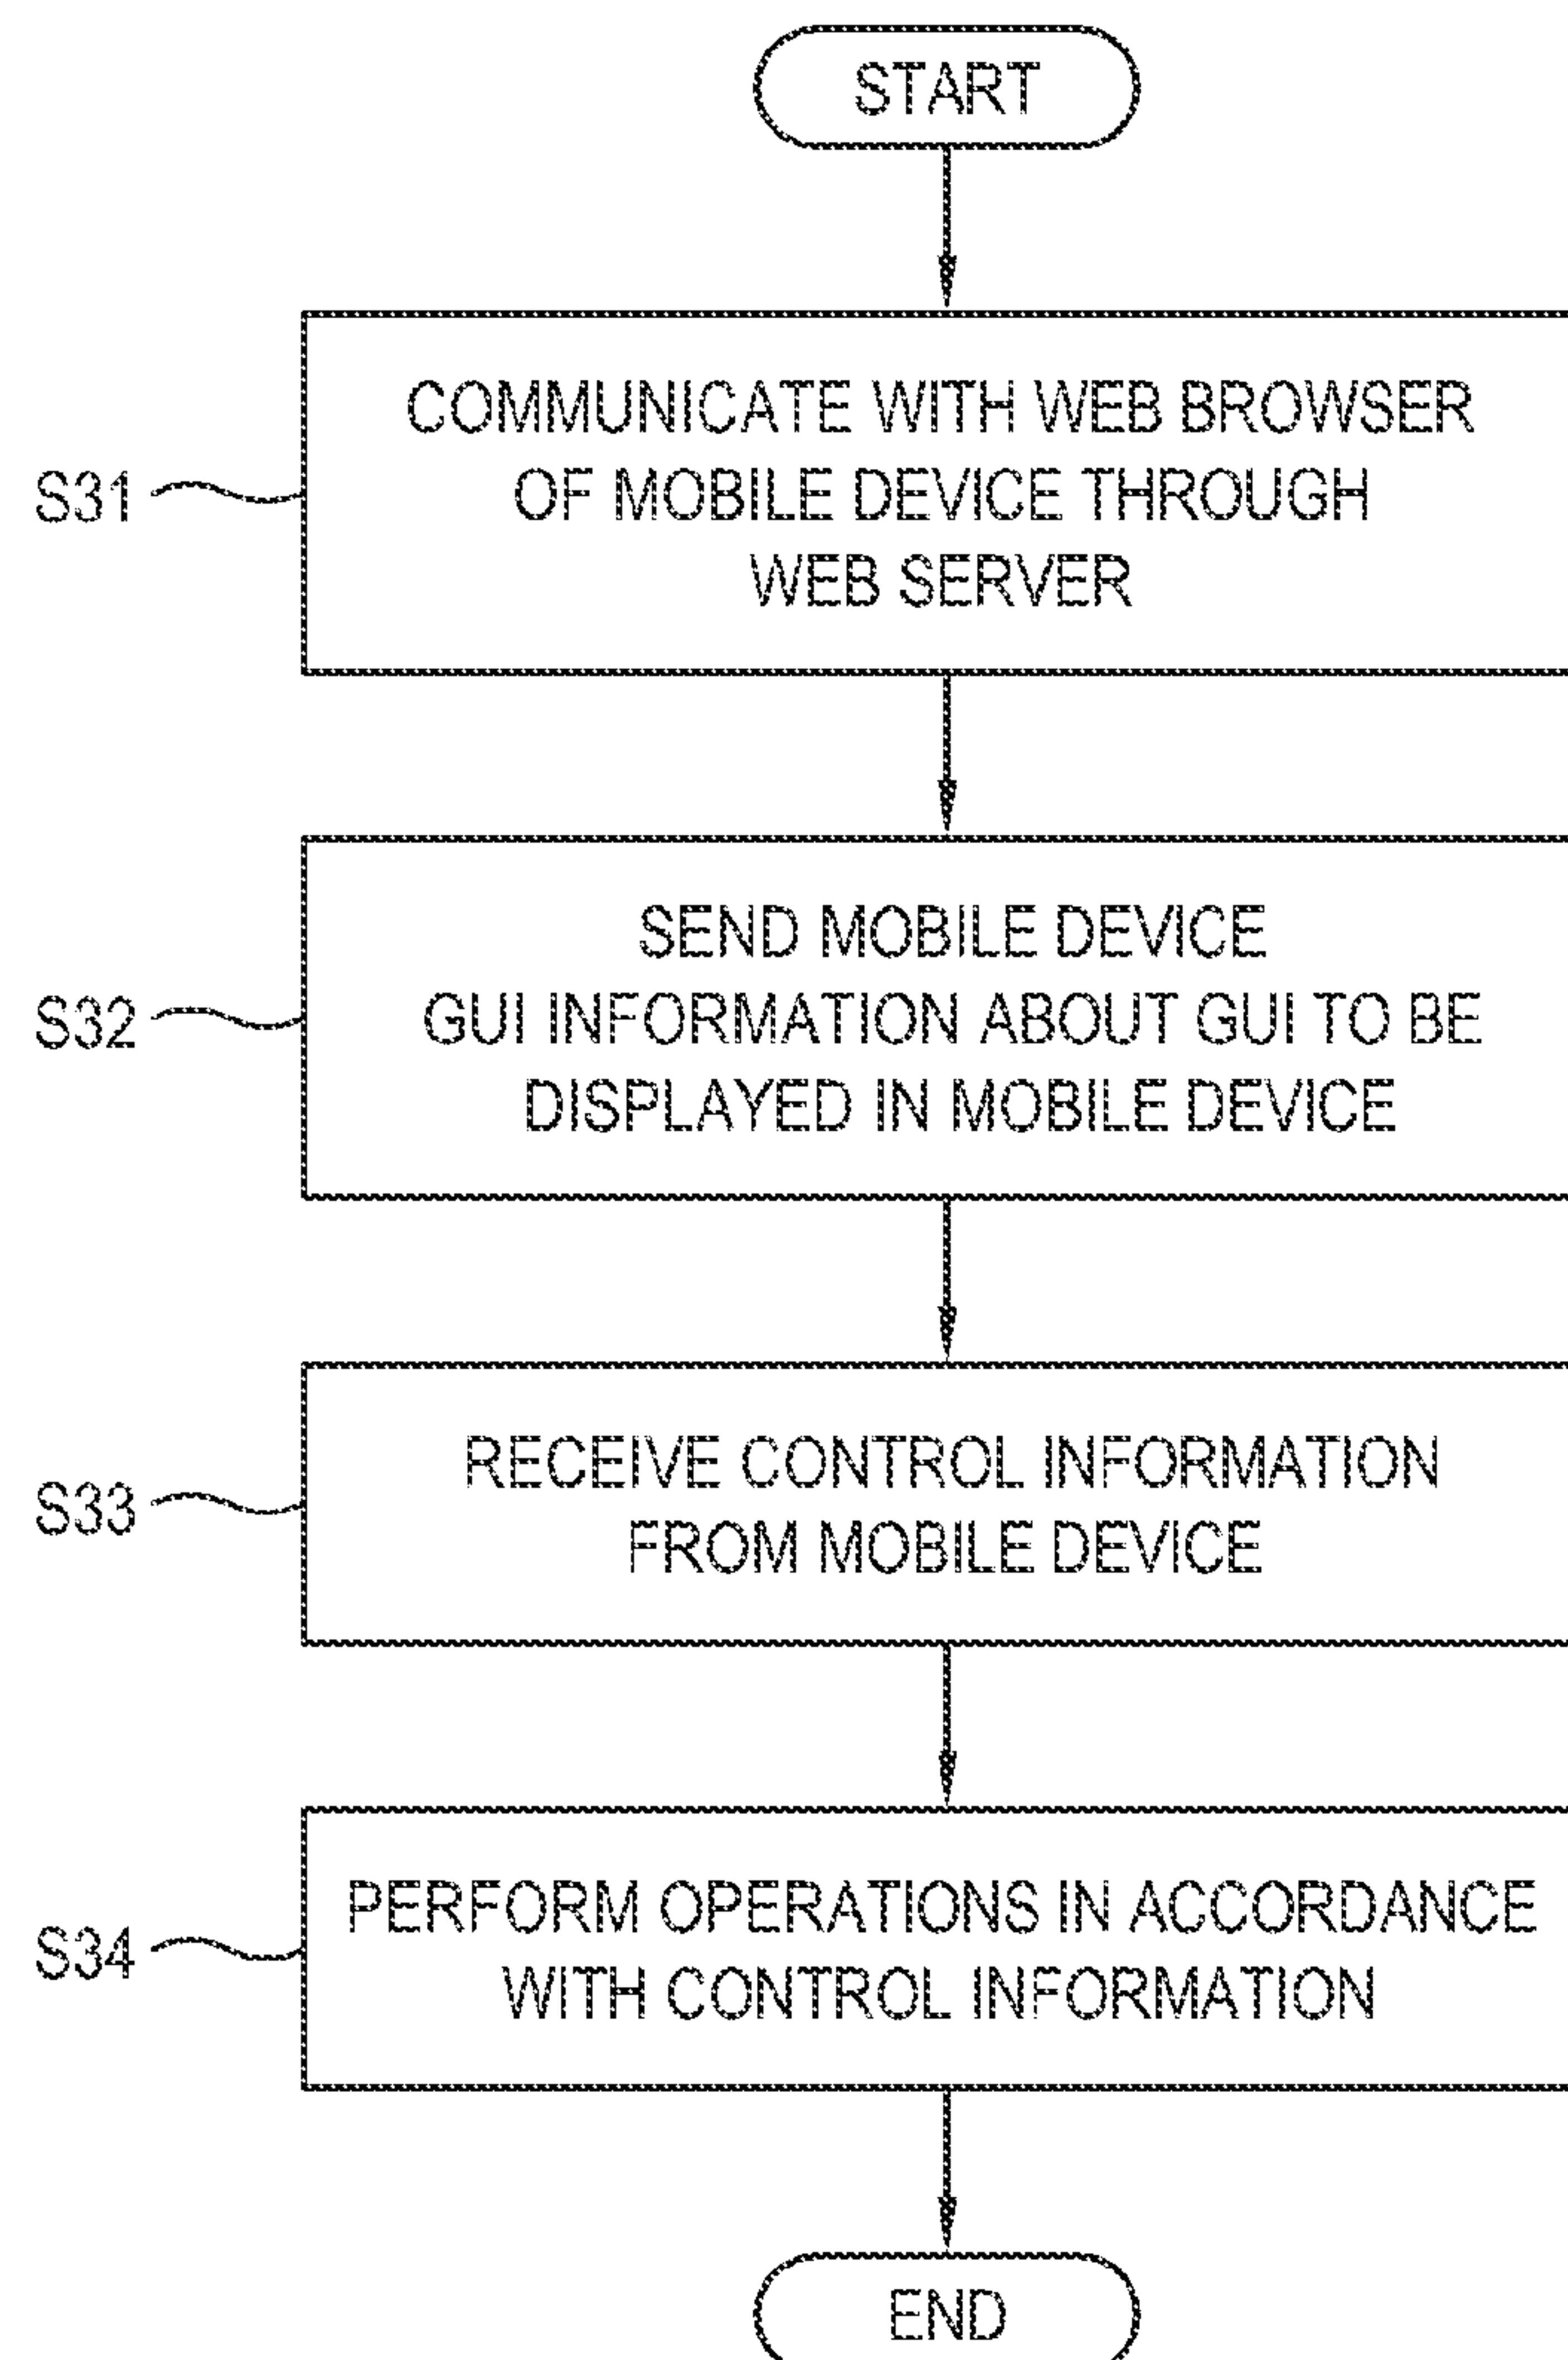 START
COMMUNICATE WITH WEB BROWSER
OF MOBILE DEVICE THROUGH
WEB SERVER
S31
SEND MOBILE DEVICE
GUI INFORMATION ABOUT GUI TO BE
DISPLAYED IN MOBILE DEVICE
S32
RECEIVE CONTROL INFORMATION
FROM MOBILE DEVICE
S33
PERFORM OPERATIONS IN ACCORDANCE
WITH CONTROL INFORMATION
S34
END